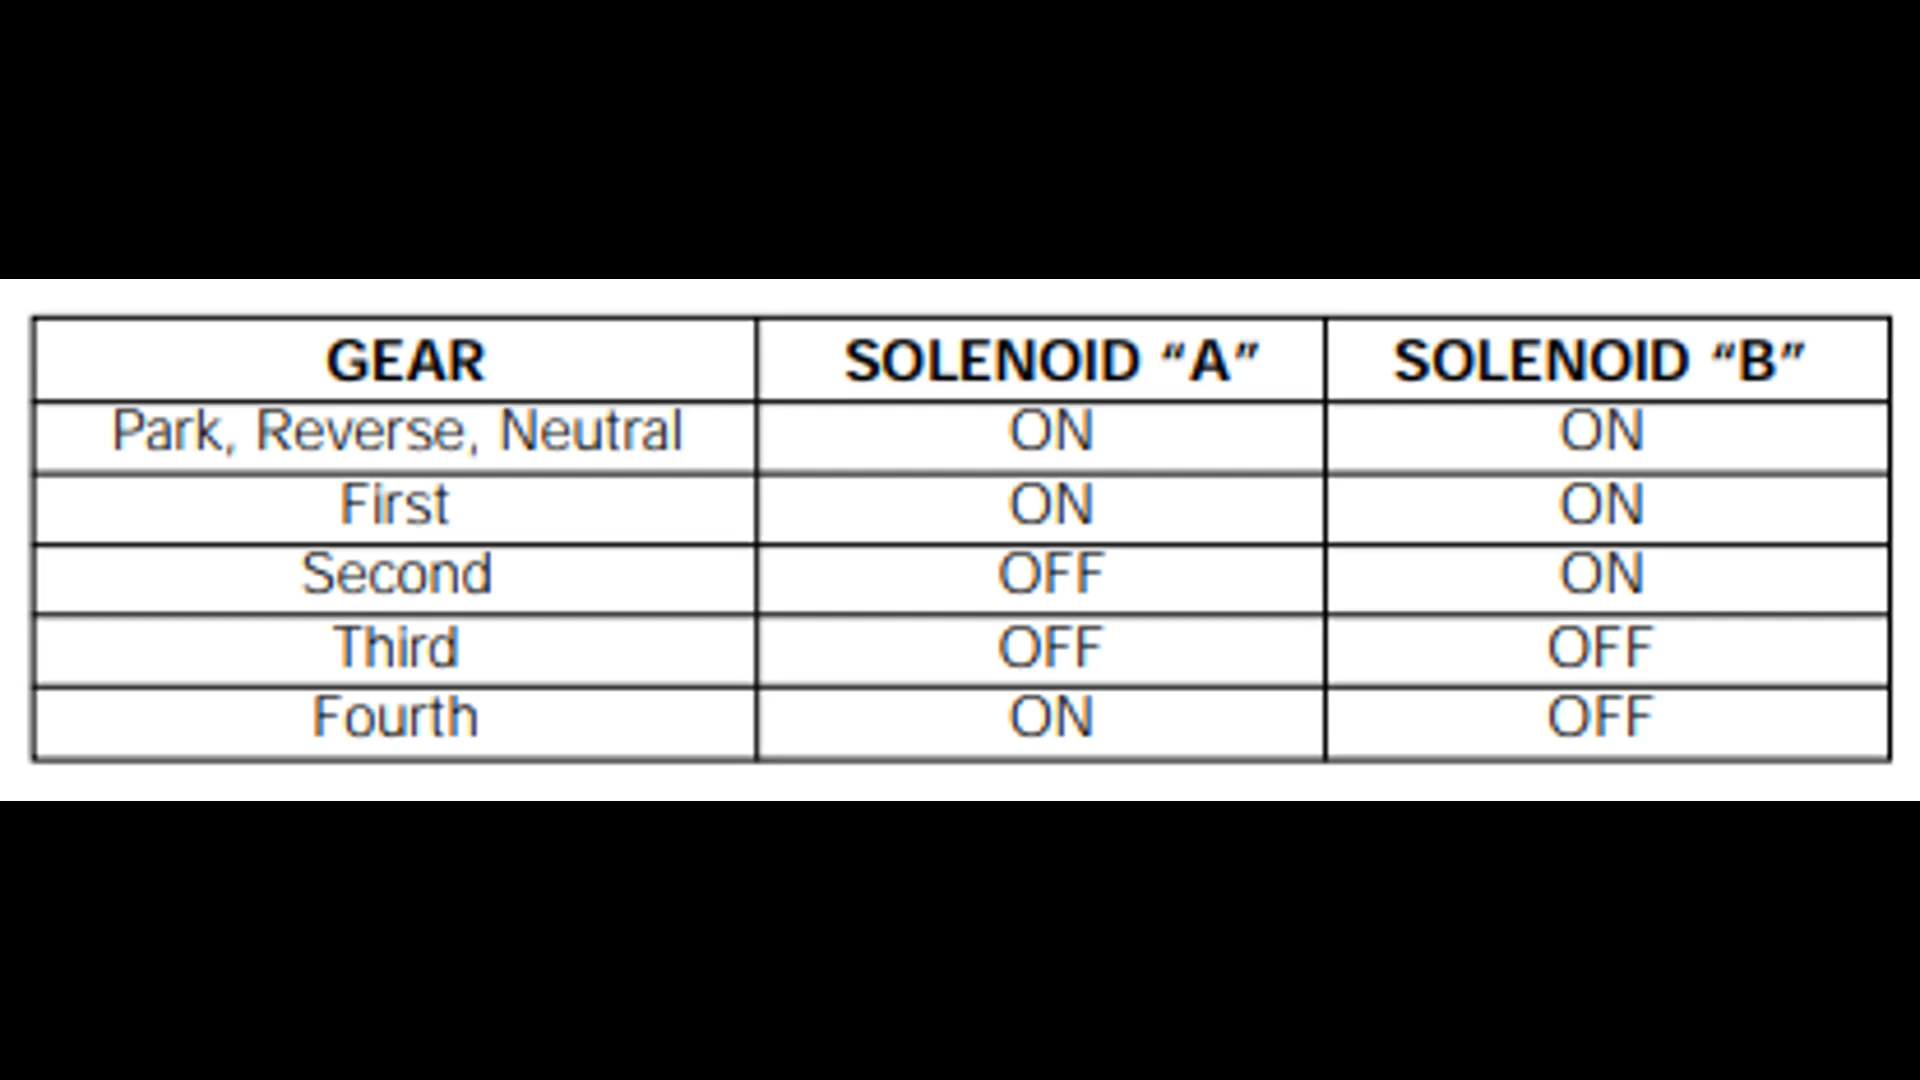 GEAR SOLENOID “A” SOLENOID “B”
Park, Reverse, Neutral ON ON
First ON ON
Second OFF ON
Third OFF OFF
Fourth ON OFF